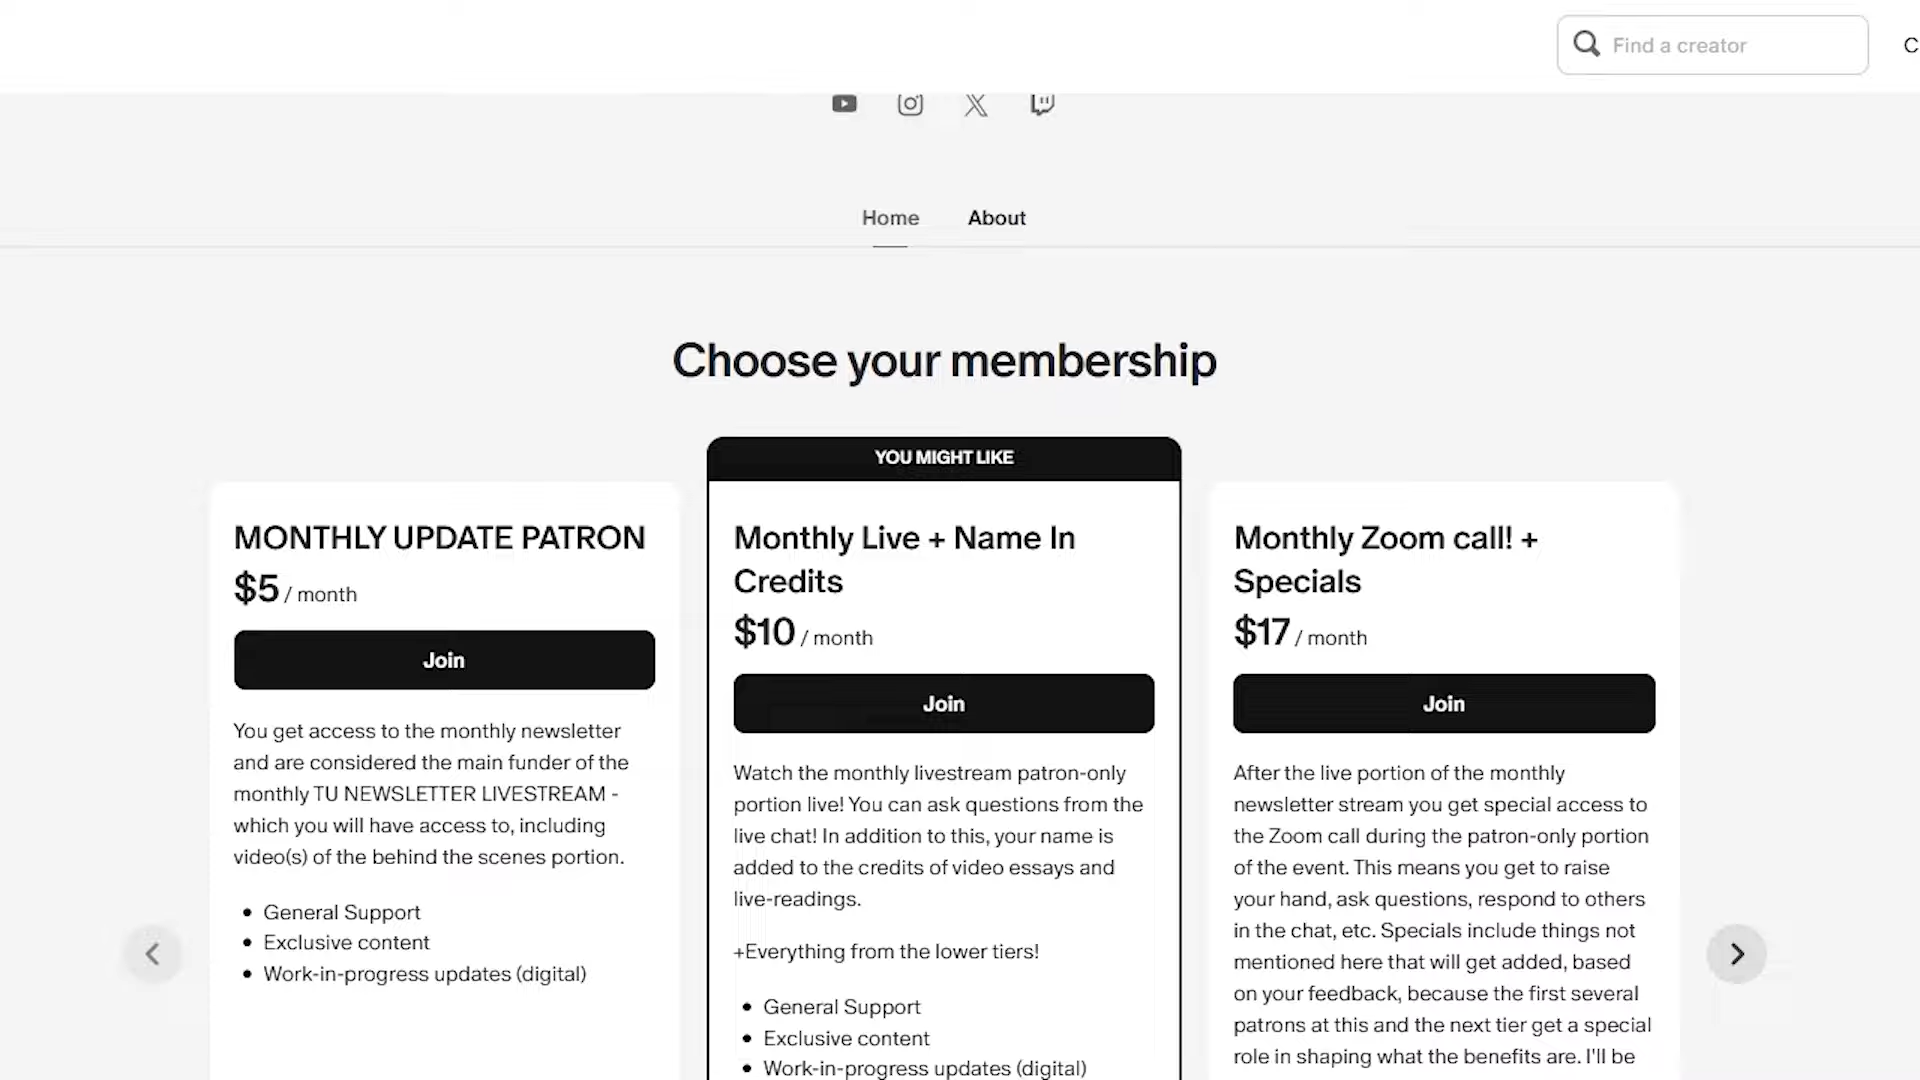 Find a creator
C
Home
About
Choose your membership
YOU MIGHT LIKE
MONTHLY UPDATE PATRON
$5 / month
Join
You get access to the monthly newsletter
and are considered the main funder of the
monthly TU NEWSLETTER LIVESTREAM -
which you will have access to, including
video(s) of the behind the scenes portion.
General Support
Exclusive content
Work-in-progress updates (digital)
Monthly Live + Name In
Credits
$10 / month
Join
Watch the monthly livestream patron-only
portion live! You can ask questions from the
live chat! In addition to this, your name is
added to the credits of video essays and
live-readings.
+Everything from the lower tiers!
General Support
Exclusive content
Work-in-progress updates (digital)
Monthly Zoom call! +
Specials
$17 / month
Join
After the live portion of the monthly
newsletter stream you get special access to
the Zoom call during the patron-only portion
of the event. This means you get to raise
your hand, ask questions, respond to others
in the chat, etc. Specials include things not
mentioned here that will get added, based
on your feedback, because the first several
patrons at this and the next tier get a special
role in shaping what the benefits are. I'll be